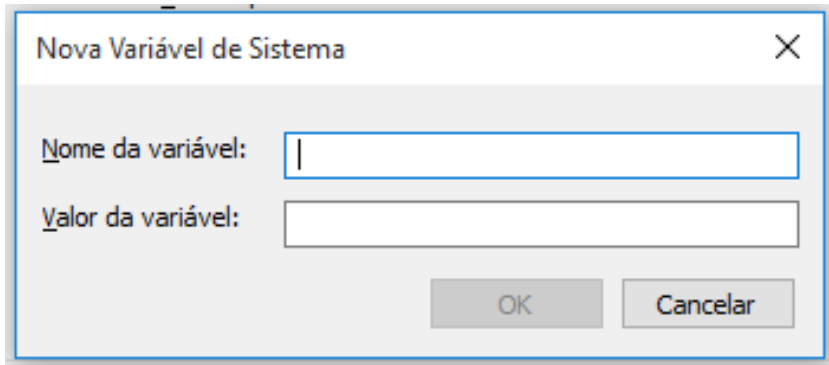 Nova Variável de Sistema
Nome da variável:
Valor da variável:
OK Cancelar